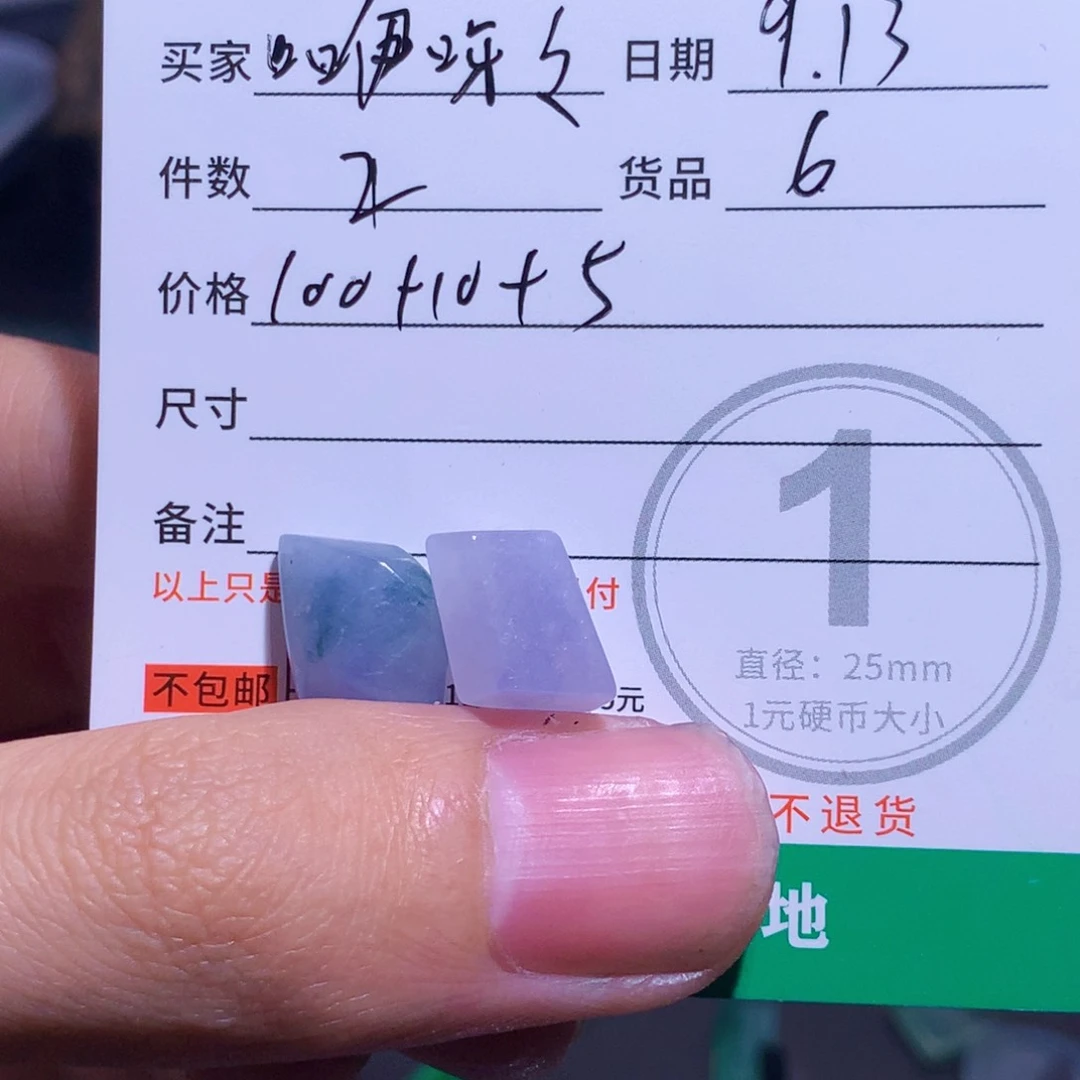 买家 咿呀 日期 9.13
件数 2 货品 6
价格 100+10+5
尺寸
备注
以上只是 付
不包邮 元
1
直径：25mm
1元硬币大小
不退货
地